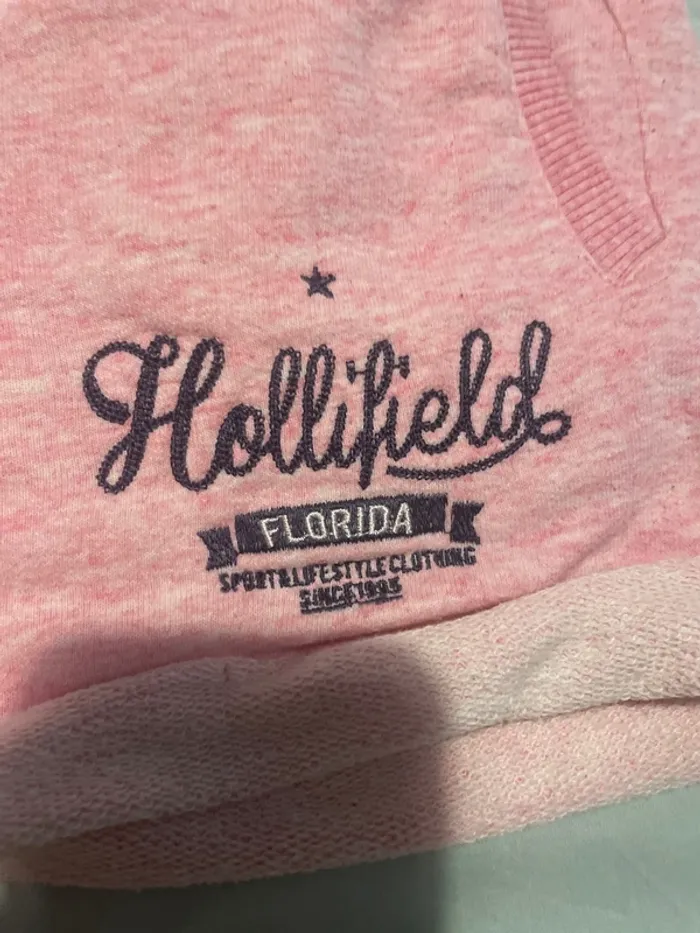 Hollifield
FLORIDA
SPORT & LIFESTYLE CLOTHING
SINCE 1995